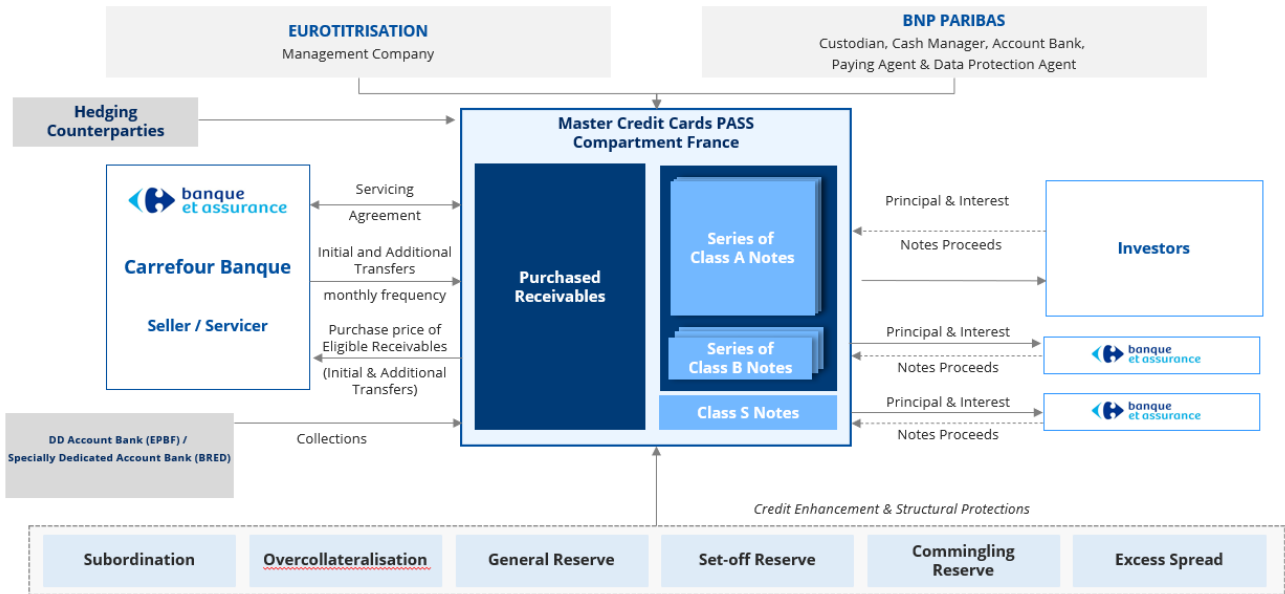 EUROTITRISATION
Management Company
BNP PARIBAS
Custodian, Cash Manager, Account Bank,
Paying Agent & Data Protection Agent
Hedging
Counterparties
Master Credit Cards PASS
Compartment France
banque
et assurance
Carrefour Banque
Seller / Servicer
Servicing
Agreement
Initial and Additional
Transfers
monthly frequency
Purchase price of
Eligible Receivables
(Initial & Additional
Transfers)
Purchased
Receivables
Series of
Class A Notes
Series of
Class B Notes
Class S Notes
Principal & Interest
Notes Proceeds
Investors
Principal & Interest
Notes Proceeds
banque
et assurance
Principal & Interest
Notes Proceeds
banque
et assurance
DD Account Bank (EPBF) /
Specially Dedicated Account Bank (BRED)
Collections
Credit Enhancement & Structural Protections
Subordination
Overcollateralisation
General Reserve
Set-off Reserve
Commingling
Reserve
Excess Spread